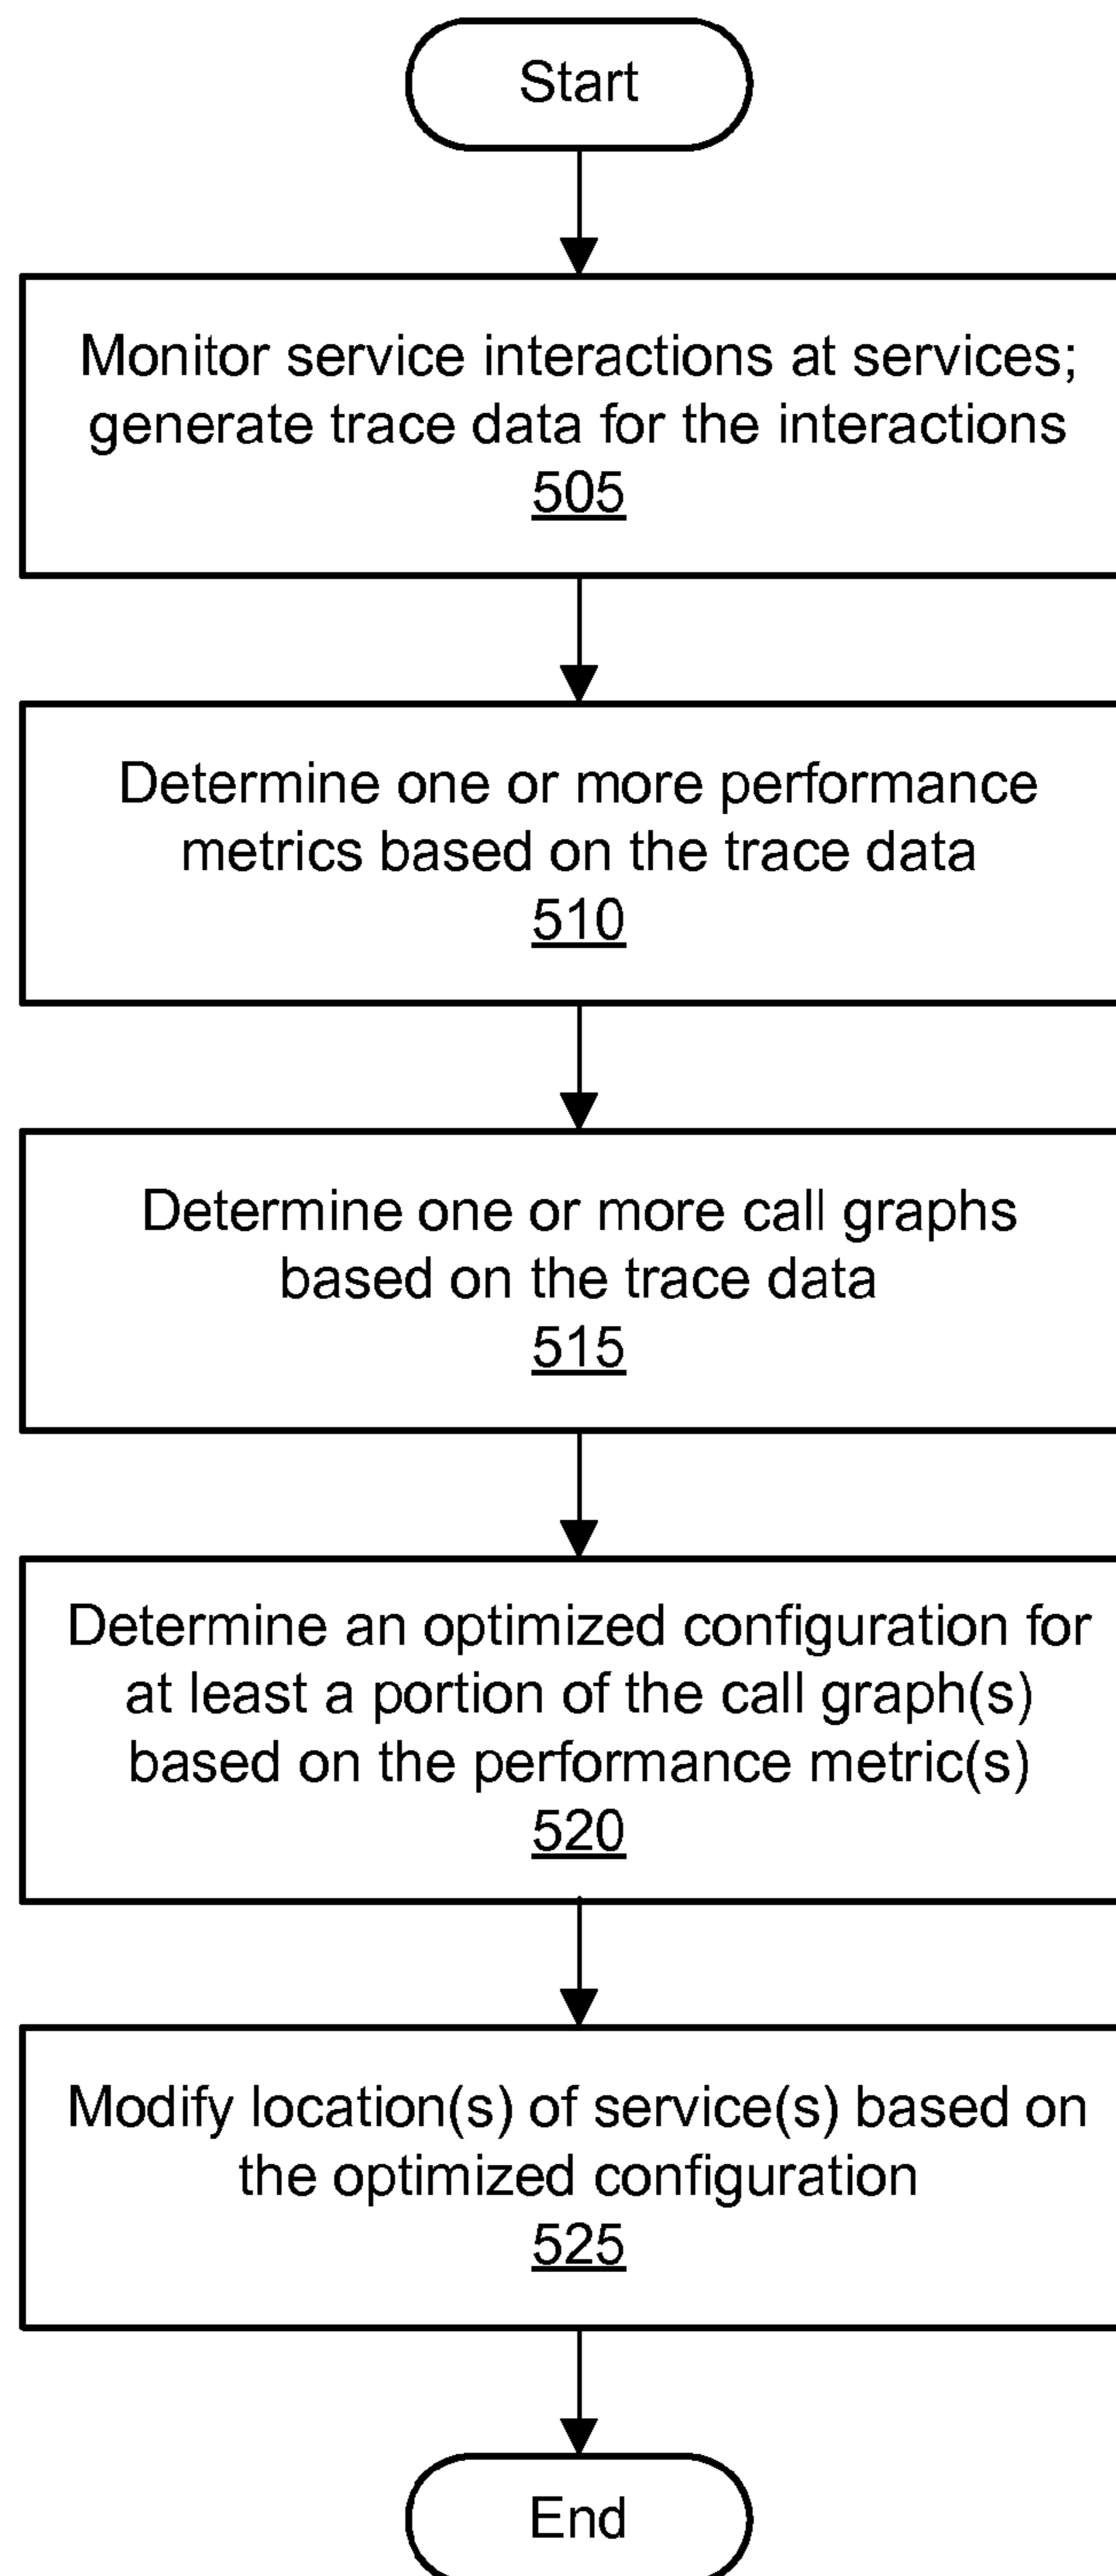 Start
Monitor service interactions at services;
generate trace data for the interactions
505
Determine one or more performance
metrics based on the trace data
510
Determine one or more call graphs
based on the trace data
515
Determine an optimized configuration for
at least a portion of the call graph(s)
based on the performance metric(s)
520
Modify location(s) of service(s) based on
the optimized configuration
525
End